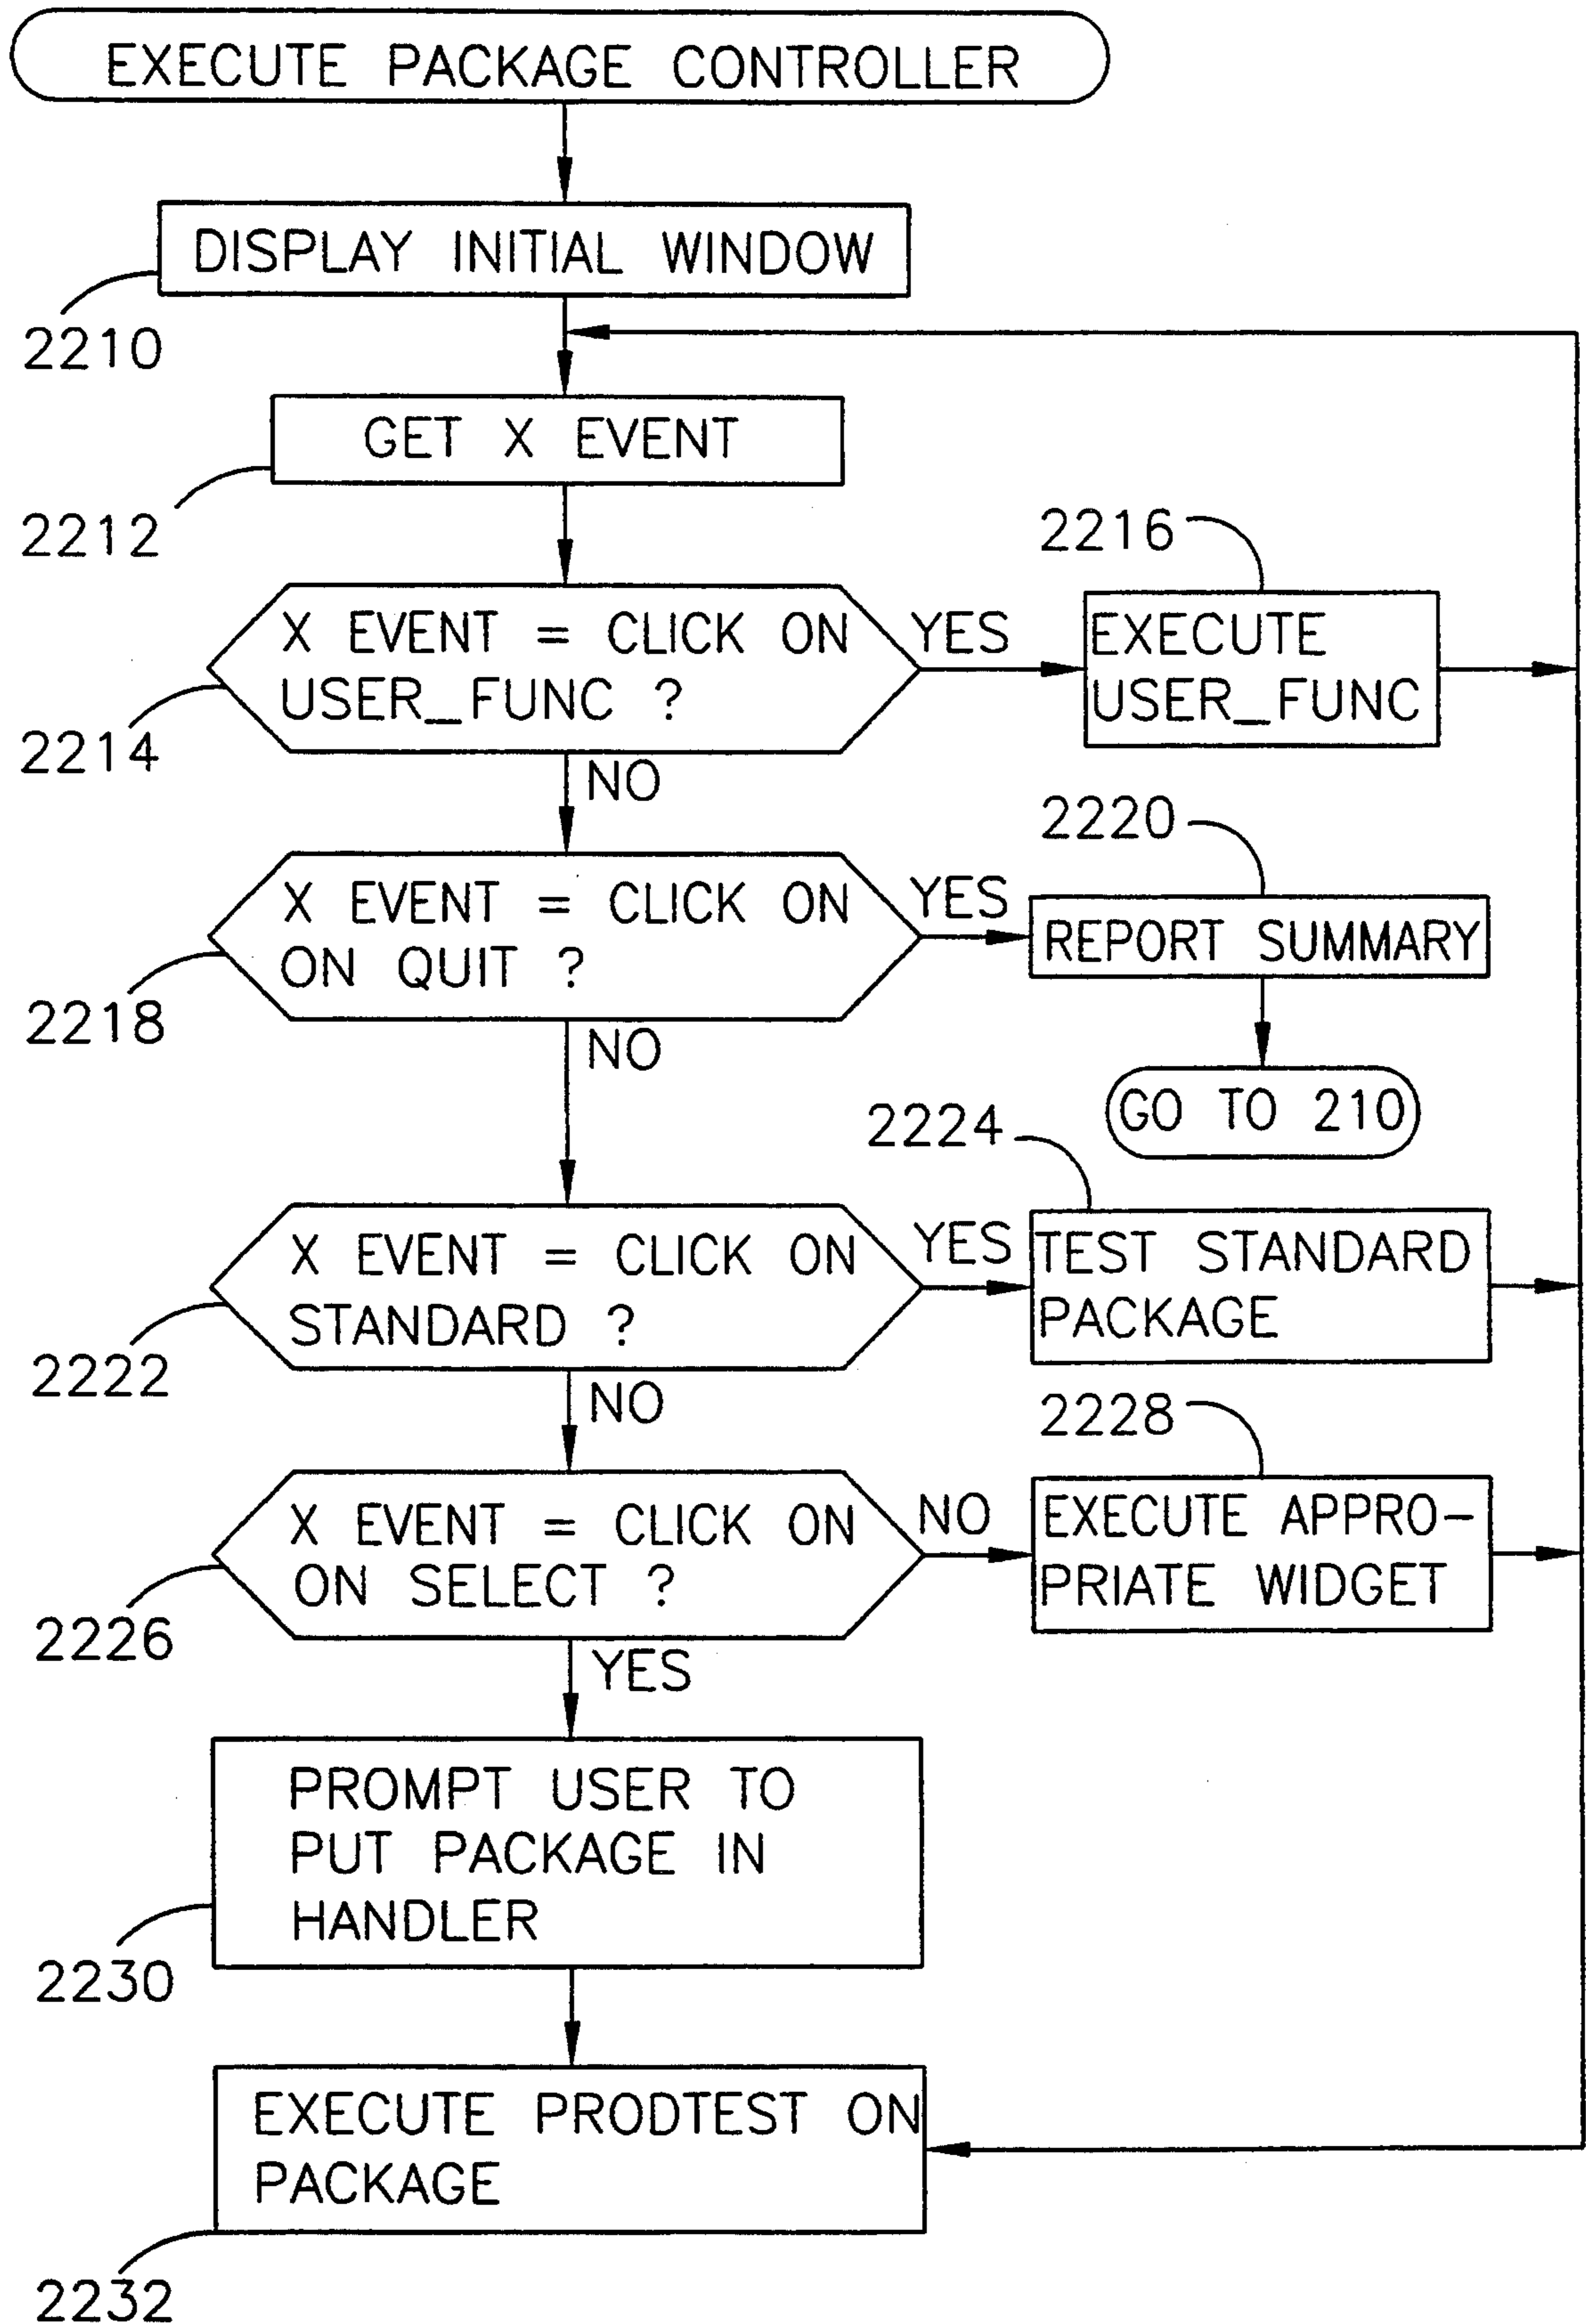 EXECUTE PACKAGE CONTROLLER
DISPLAY INITIAL WINDOW
2210
GET X EVENT
2212
X EVENT = CLICK ON
USER_FUNC ?
2214
YES
2216
EXECUTE
USER_FUNC
NO
X EVENT = CLICK ON
ON QUIT ?
2218
YES
2220
REPORT SUMMARY
GO TO 210
NO
X EVENT = CLICK ON
STANDARD ?
2222
YES
2224
TEST STANDARD
PACKAGE
NO
X EVENT = CLICK ON
ON SELECT ?
2226
NO
2228
EXECUTE APPRO-
PRIATE WIDGET
YES
PROMPT USER TO
PUT PACKAGE IN
HANDLER
2230
EXECUTE PRODTEST ON
PACKAGE
2232